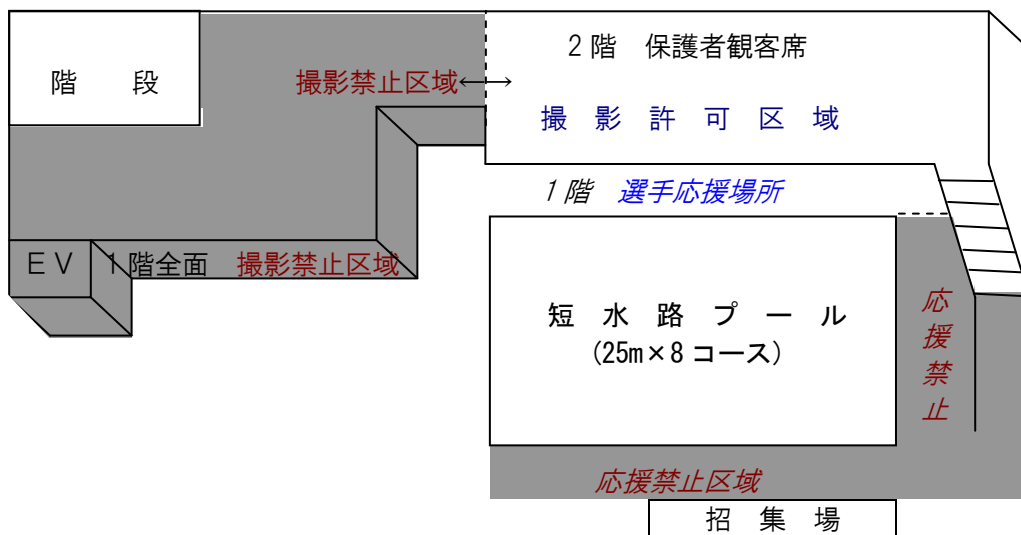 2階 保護者観客席
階 段
撮影禁止区域
撮 影 許 可 区 域
1階 選手応援場所
EV
1階全面 撮影禁止区域
短 水 路 プ ー ル
(25m×8コース)
応援禁止
応援禁止区域
招 集 場